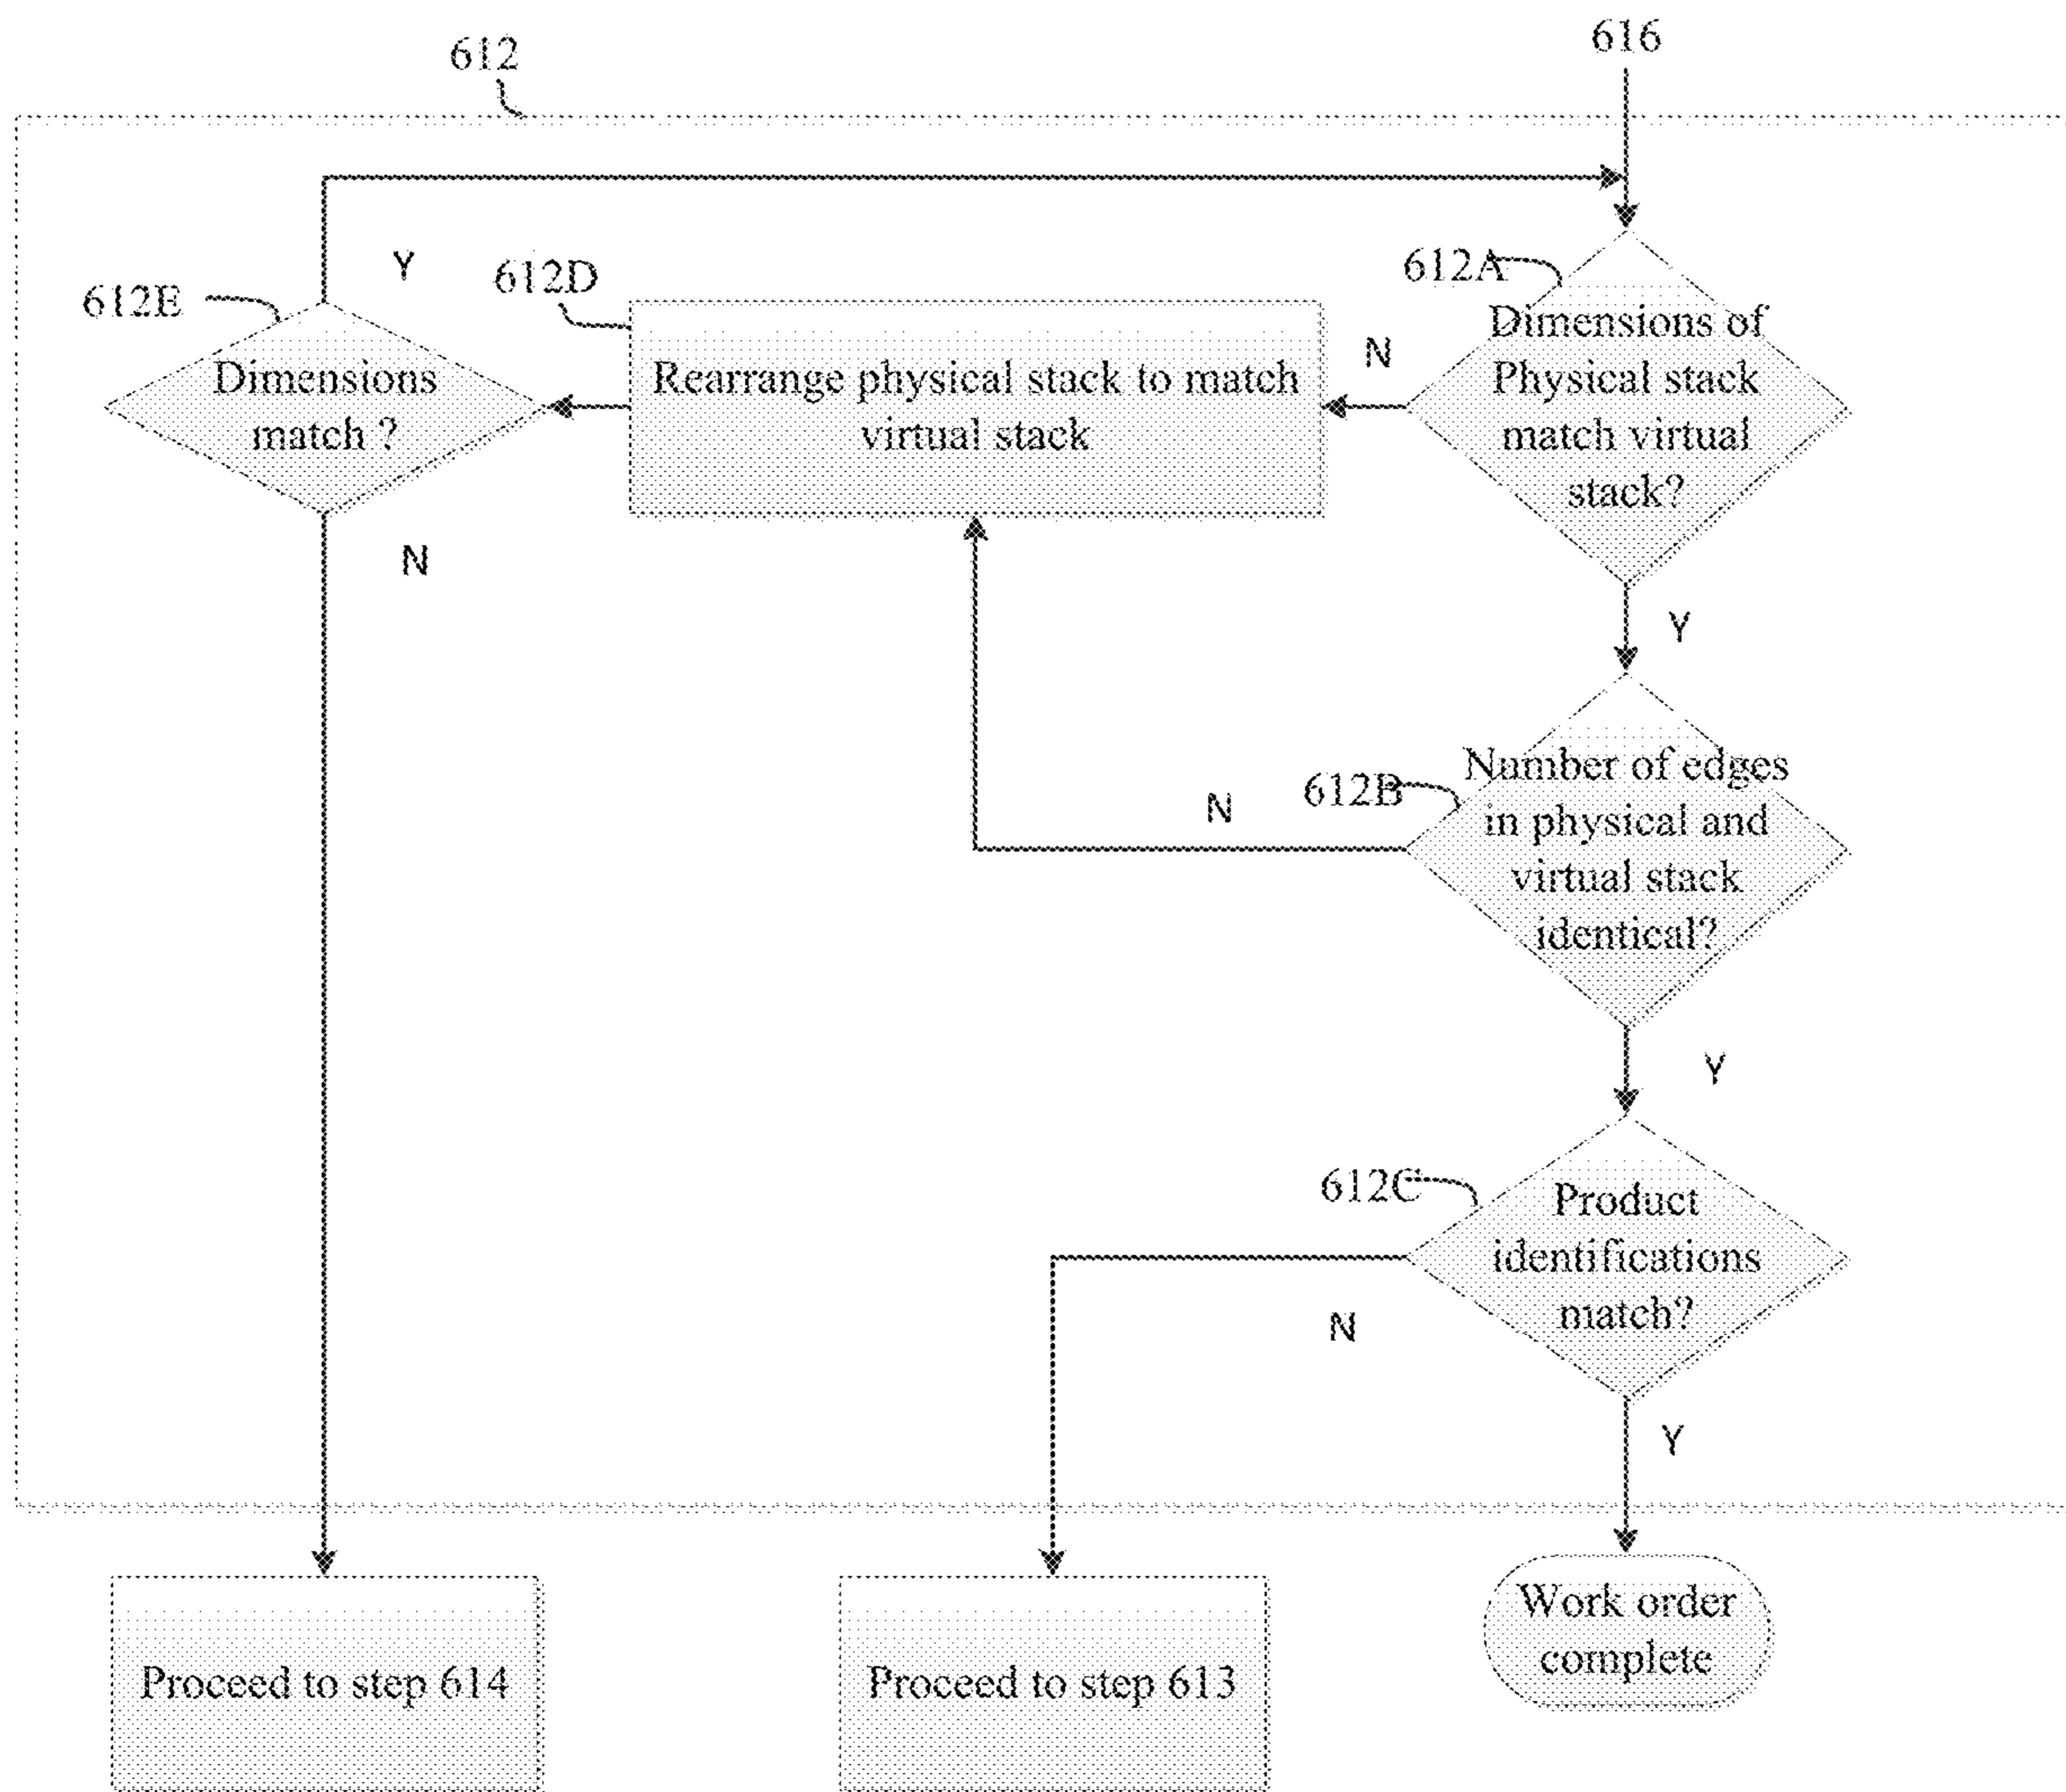 612
616
Y
612E
Dimensions
match ?
612D
Rearrange physical stack to match
virtual stack
N
612A
Dimensions of
Physical stack
match virtual
stack?
N
Y
612B
N
Number of edges
in physical and
virtual stack
identical?
Y
612C
Product
identifications
match?
N
Y
Proceed to step 614
Proceed to step 613
Work order
complete